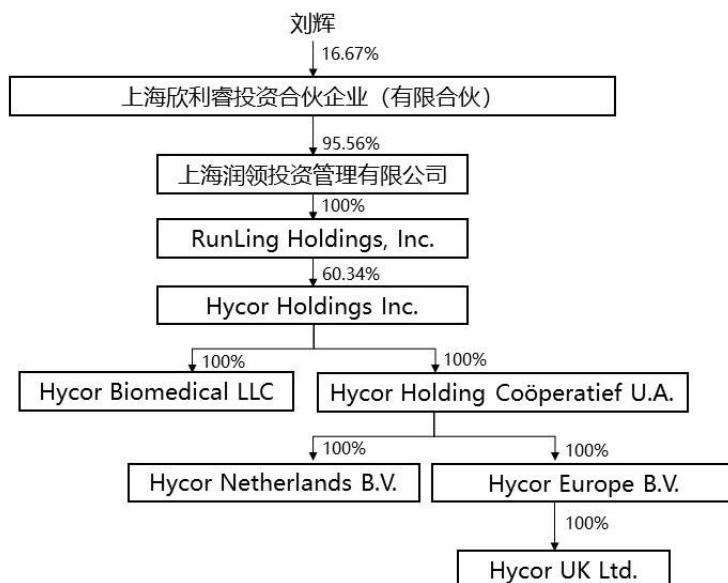 刘辉
16.67%
上海欣利睿投资合伙企业（有限合伙）
95.56%
上海润领投资管理有限公司
100%
RunLing Holdings, Inc.
60.34%
Hycor Holdings Inc.
100%
100%
Hycor Biomedical LLC
Hycor Holding Coöperatief U.A.
100%
100%
Hycor Netherlands B.V.
Hycor Europe B.V.
100%
Hycor UK Ltd.